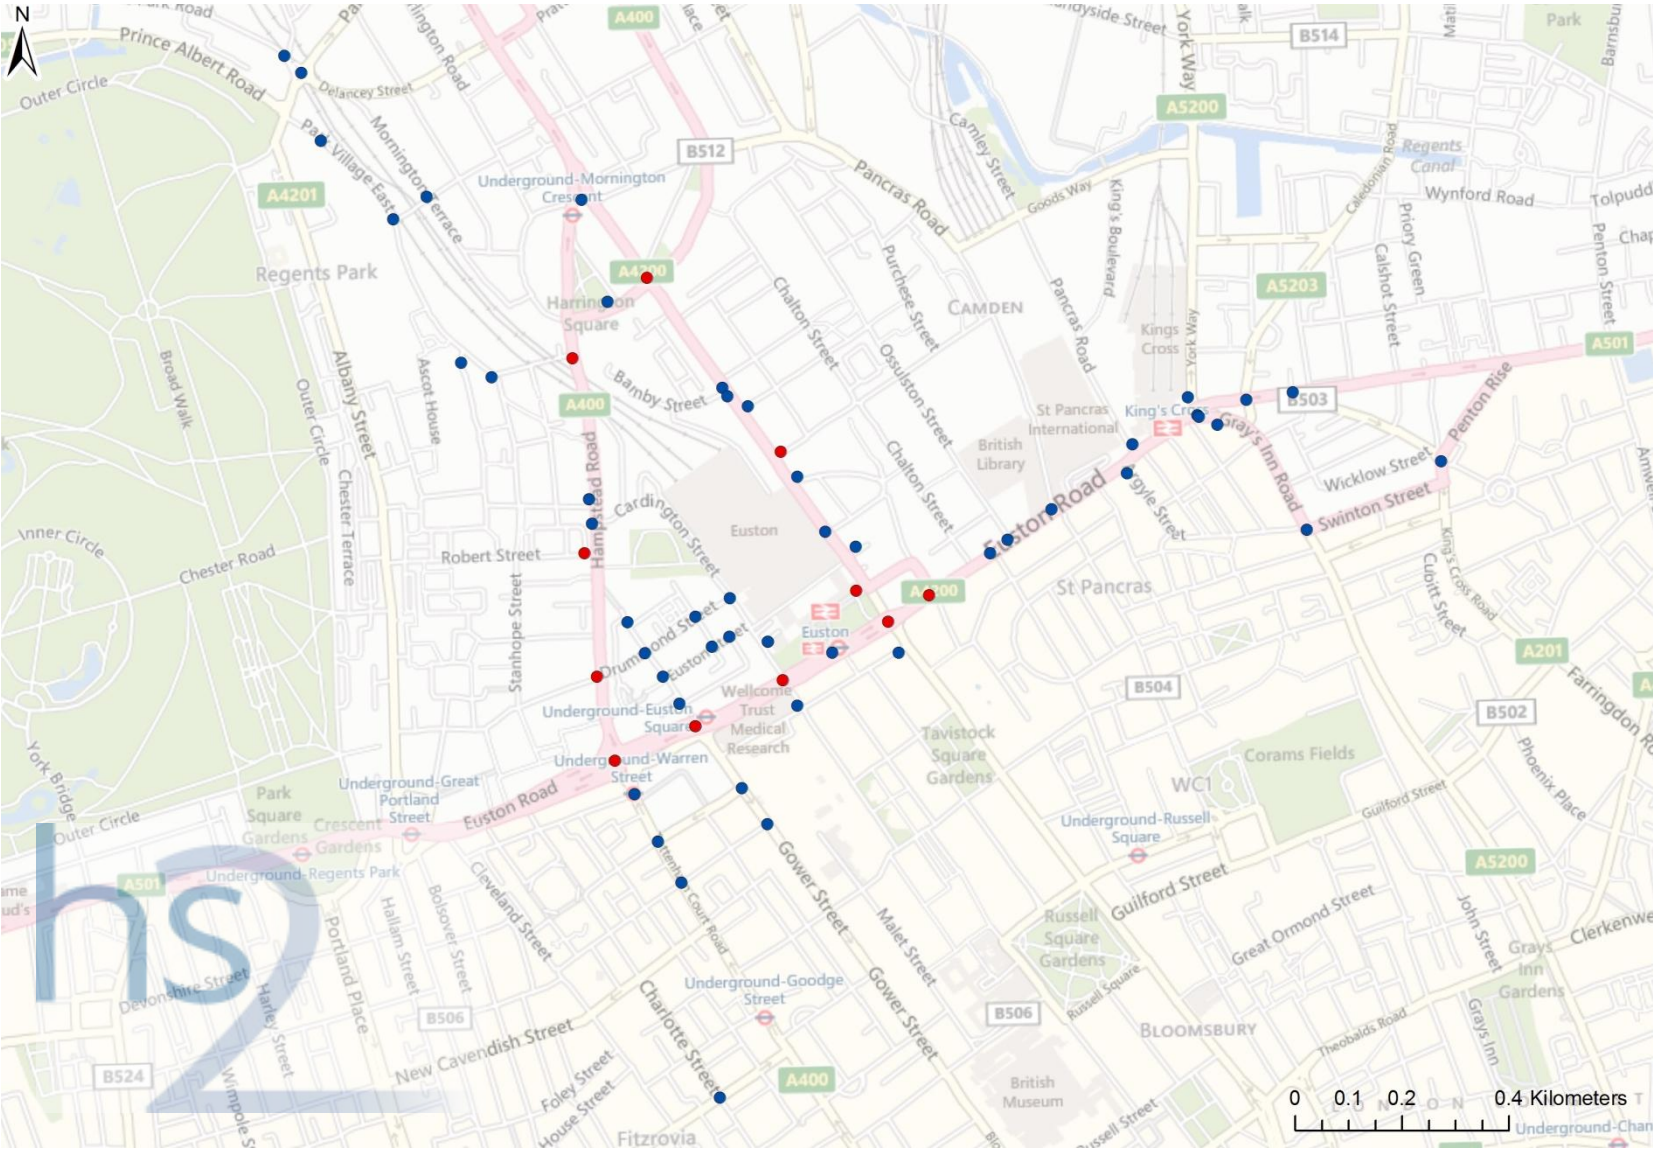 N
Prince Albert Road
Outer Circle
Delancey Street
A400
B514
Park
York Way
A5200
Camley Street
B512
Pancras Road
Goods Way
Caledonian Road
Regents
Canal
Wynford Road
Park Village East
Mornington Terrace
A4201
Underground-Mornington
Crescent
King's Boulevard
Priory Green
Calshot Street
Penton Street
Regents Park
A4200
Harrington
Square
Chalton Street
Purchese Street
CAMDEN
Pancras Road
A5203
Kings
Cross
York Way
A501
Broad Walk
Outer Circle
Albany Street
Ascot House
A400
Barnby Street
Ossulston Street
St Pancras
International
King's Cross
B503
Penton Rise
British
Library
Chalton Street
Gray's Inn Road
Wicklow Street
Swinton Street
Chester Terrace
Cardington Street
Euston
Euston Road
Argyle Street
Inner Circle
Chester Road
Robert Street
Stanhope Street
A4200
St Pancras
King's Cross Road
Cubitt Street
Drummond Street
Euston Street
Euston
A201
Farringdon
B504
B502
Underground-Euston
Square
Wellcome
Trust
Medical
Research
Tavistock
Square
Gardens
Corams Fields
WC1
Phoenix Place
York Bridge
Underground-Great
Portland
Street
Underground-Warren
Street
Park
Square
Gardens
Crescent
Gardens
Euston Road
Outer Circle
Underground-Russell
Square
Guilford Street
A501
Underground-Regents Park
Cleveland Street
Gower Street
A5200
Hallam Street
Bolsover Street
Malet Street
Russell
Square
Gardens
Guilford Street
Great Ormond Street
John Street
Grays
Inn
Gardens
hs2
Devonshire Street
Harley Street
Portland Place
B506
Underground-Goodge
Street
Charlotte Street
Gower Street
B506
Russell Square
BLOOMSBURY
Theobalds Road
Grays Inn
New Cavendish Street
B524
Foley Street
A400
British
Museum
Fitzrovia
0 0.1 0.2 0.4 Kilometers